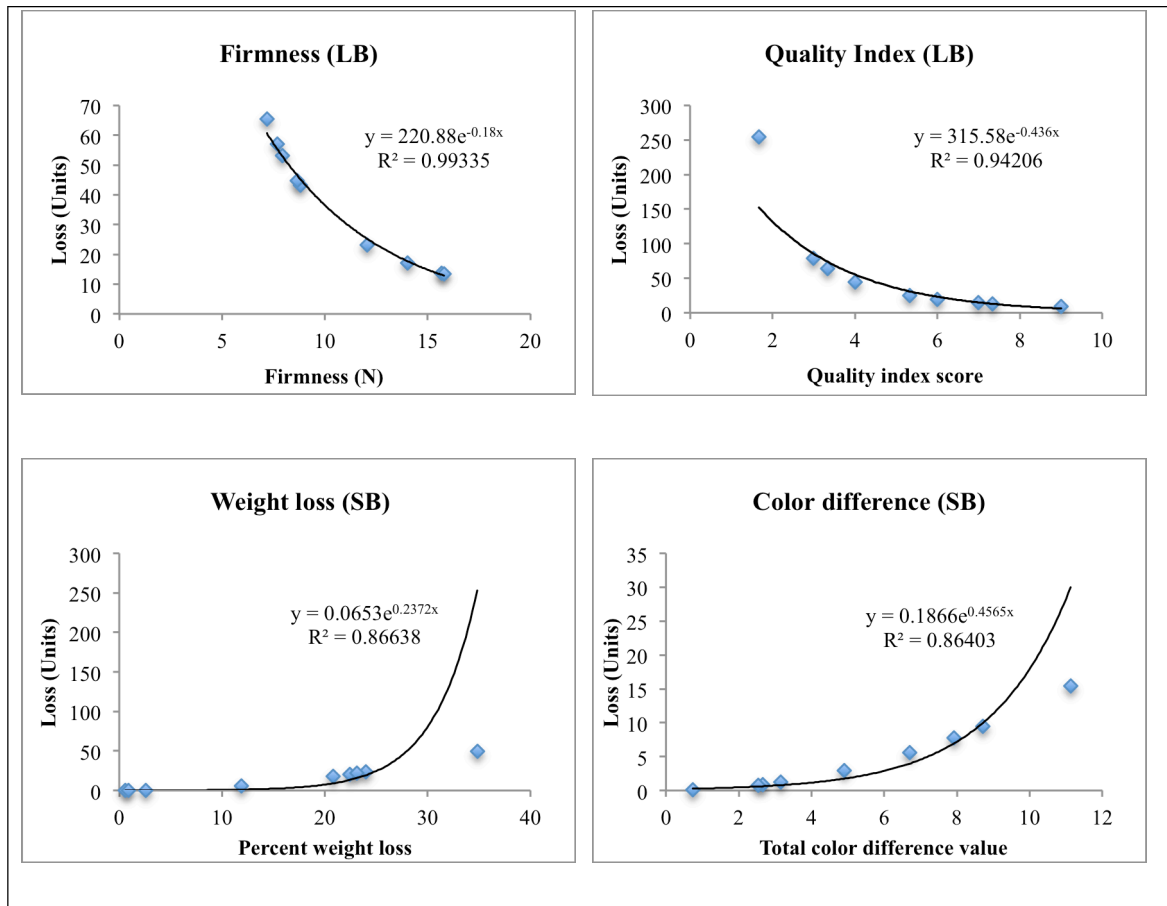 Firmness (LB)
Loss (Units)
70
60
50
40
30
20
10
0
y = 220.88e^-0.18x
R² = 0.99335
0 5 10 15 20
Firmness (N)
Quality Index (LB)
Loss (Units)
300
250
200
150
100
50
0
y = 315.58e^-0.436x
R² = 0.94206
0 2 4 6 8 10
Quality index score
Weight loss (SB)
Loss (Units)
300
250
200
150
100
50
0
y = 0.0653e^0.2372x
R² = 0.86638
0 10 20 30 40
Percent weight loss
Color difference (SB)
Loss (Units)
35
30
25
20
15
10
5
0
y = 0.1866e^0.4565x
R² = 0.86403
0 2 4 6 8 10 12
Total color difference value